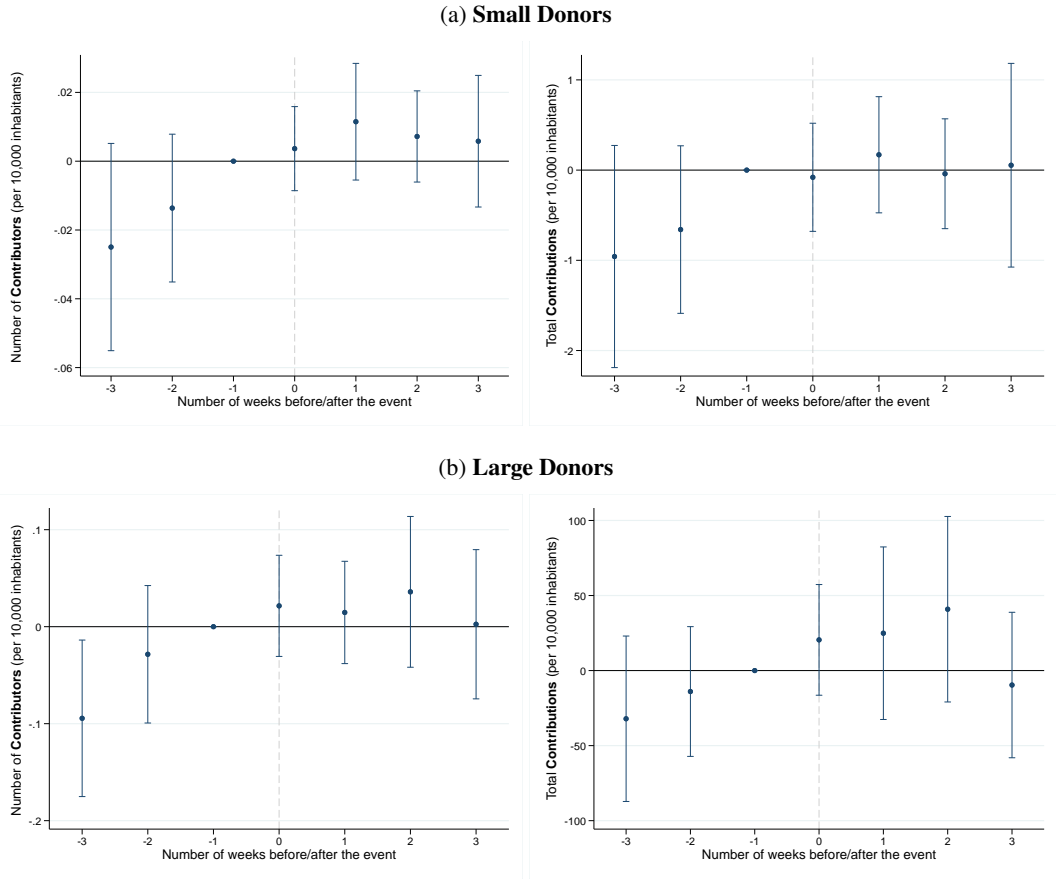 (a) Small Donors
Number of Contributors (per 10,000 inhabitants)
.02
0
-.02
-.04
-.06
-3 -2 -1 0 1 2 3
Number of weeks before/after the event
Total Contributions (per 10,000 inhabitants)
1
0
-1
-2
-3 -2 -1 0 1 2 3
Number of weeks before/after the event
(b) Large Donors
Number of Contributors (per 10,000 inhabitants)
.1
0
-.1
-.2
-3 -2 -1 0 1 2 3
Number of weeks before/after the event
Total Contributions (per 10,000 inhabitants)
100
50
0
-50
-100
-3 -2 -1 0 1 2 3
Number of weeks before/after the event